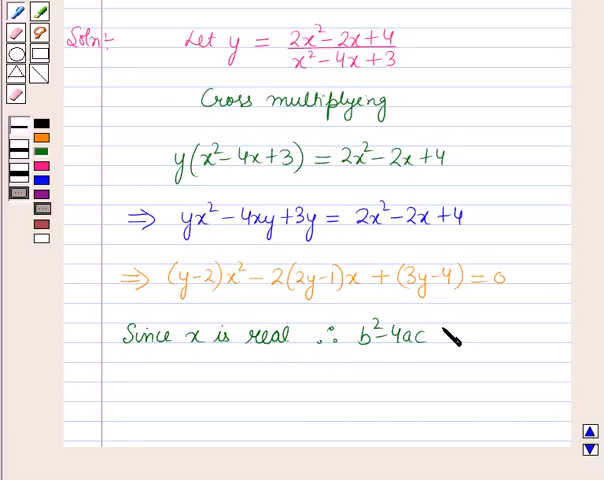 Soln:- Let y = (2x²-2x+4)/(x²-4x+3)
Cross multiplying
y(x²-4x+3) = 2x²-2x+4
⇒ yx²-4xy+3y = 2x²-2x+4
⇒ (y-2)x²-2(2y-1)x+(3y-4)=0
Since x is real ∴ b²-4ac